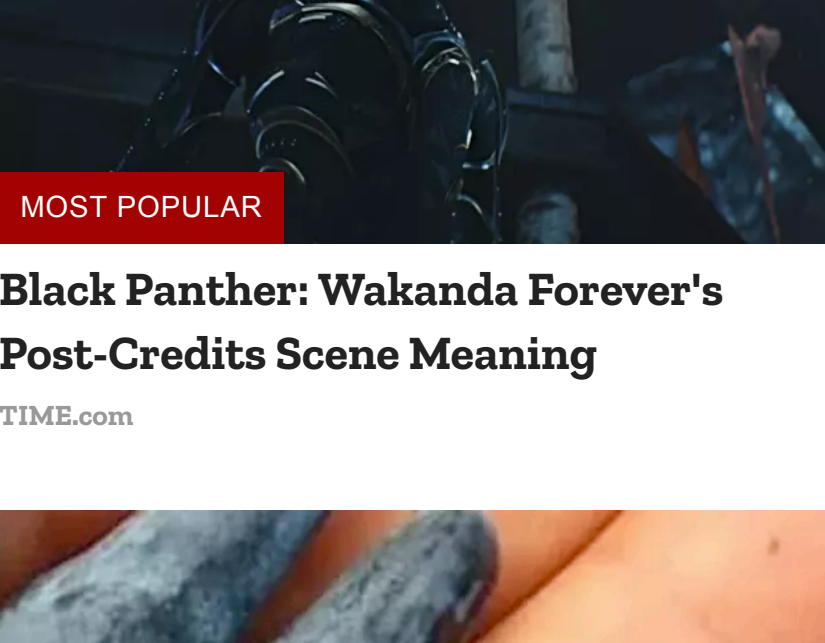 MOST POPULAR
Black Panther: Wakanda Forever's
Post-Credits Scene Meaning
TIME.com